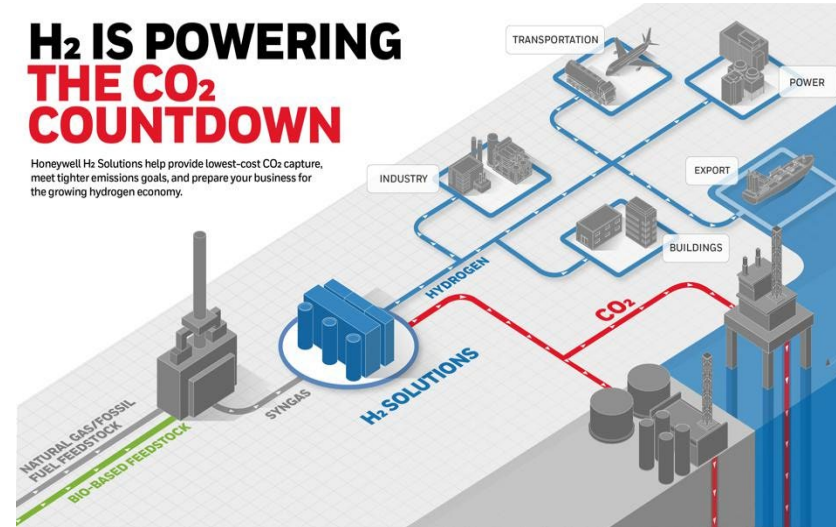 H₂ IS POWERING
THE CO₂
COUNTDOWN
Honeywell H₂ Solutions help provide lowest-cost CO₂ capture,
meet tighter emissions goals, and prepare your business for
the growing hydrogen economy.
TRANSPORTATION
POWER
INDUSTRY
EXPORT
BUILDINGS
HYDROGEN
CO₂
H₂ SOLUTIONS
SYNGAS
NATURAL GAS/FOSSIL
FUEL FEEDSTOCK
BIO-BASED FEEDSTOCK